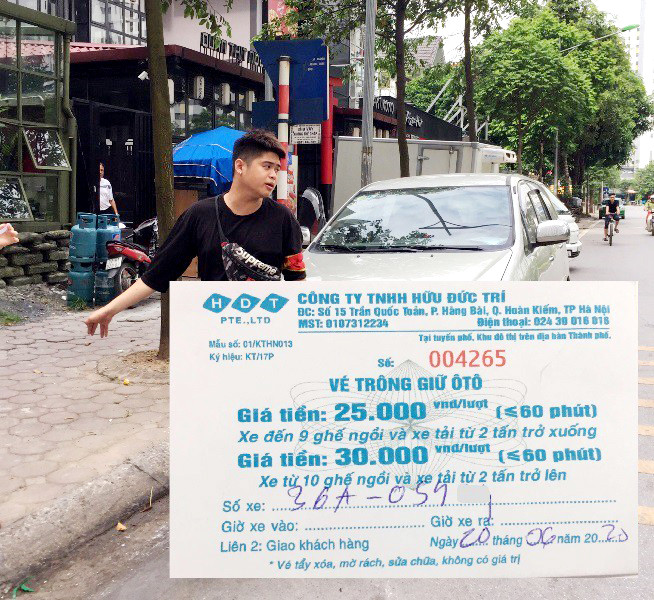 supreme
HDT
PTE.,LTD
CÔNG TY TNHH HỮU ĐỨC TRÍ
ĐC: Số 15 Trần Quốc Toản, P. Hàng Bài, Q. Hoàn Kiếm, TP Hà Nội
MST: 0107312234 Điện thoại: 024 39 016 816
Tại tuyến phố, Khu đô thị trên địa bàn Thành phố.
Mẫu số: 01/KTHN013
Ký hiệu: KT/17P
Số: 004265
VÉ TRÔNG GIỮ ÔTÔ
Giá tiền: 25.000 vnđ/lượt (≤60 phút)
Xe đến 9 ghế ngồi và xe tải từ 2 tấn trở xuống
Giá tiền: 30.000 vnđ/lượt (≤60 phút)
Xe từ 10 ghế ngồi và xe tải từ 2 tấn trở lên
Số xe: 36A-059
Giờ xe vào: Giờ xe ra:
Liên 2: Giao khách hàng Ngày 20 tháng 06 năm 20 20
* Vé tẩy xóa, mờ rách, sửa chữa, không có giá trị